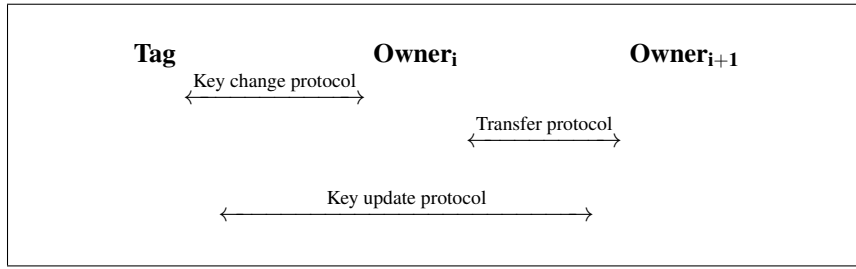 Tag Owner_i Owner_{i+1}
Key change protocol
Transfer protocol
Key update protocol